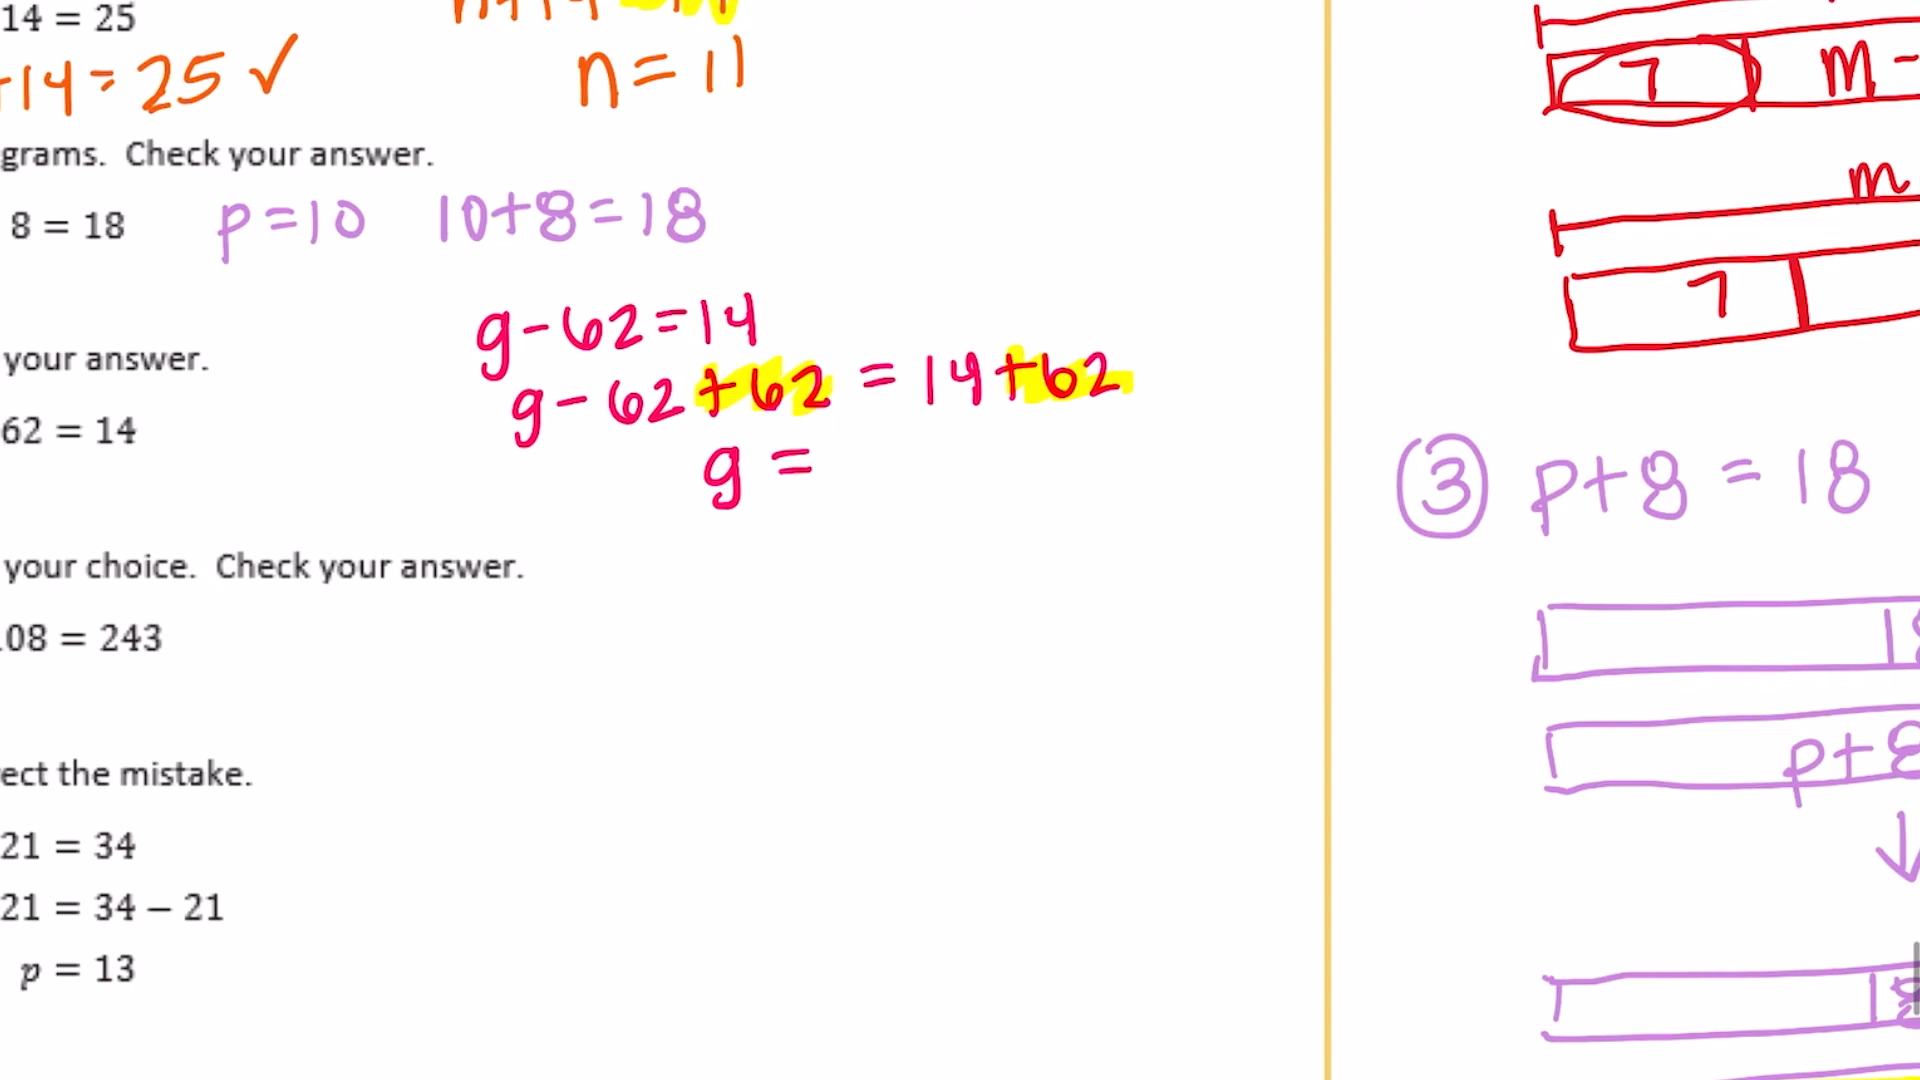 14 = 25
+14 = 25 ✓
n = 11
grams. Check your answer.
8 = 18
p = 10 10+8 = 18
g - 62 = 14
your answer.
g - 62 + 62 = 14 + 62
62 = 14
g =
your choice. Check your answer.
08 = 243
ect the mistake.
21 = 34
21 = 34 − 21
p = 13
7 m -
m
7
3 p+8 = 18
p+8